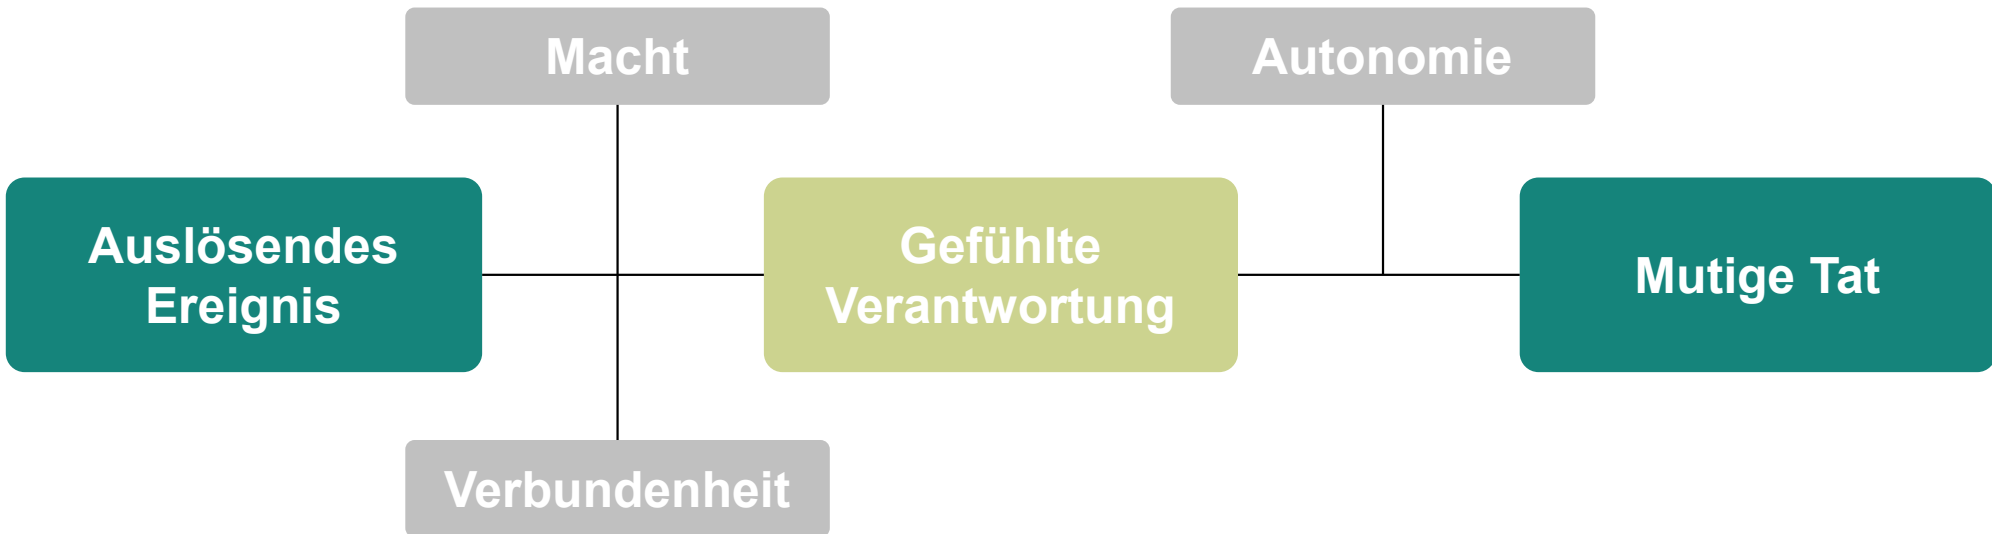 Macht
Autonomie
Auslösendes
Ereignis
Gefühlte
Verantwortung
Mutige Tat
Verbundenheit